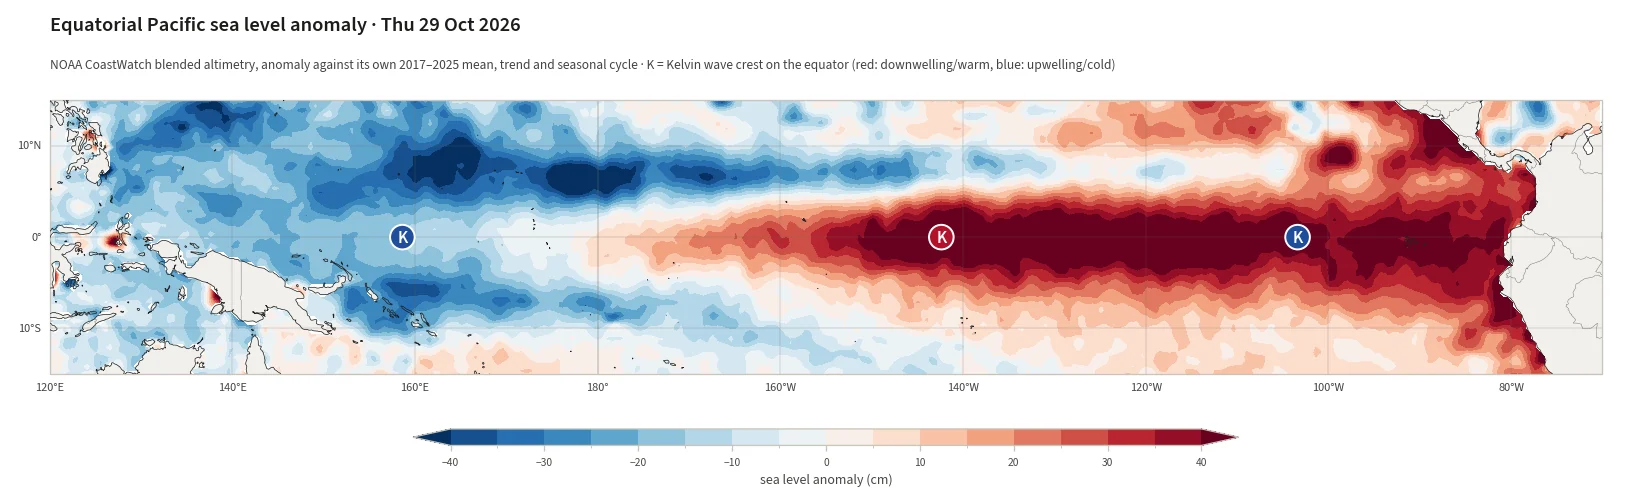 Equatorial Pacific sea level anomaly · Thu 29 Oct 2026
NOAA CoastWatch blended altimetry, anomaly against its own 2017–2025 mean, trend and seasonal cycle · K = Kelvin wave crest on the equator (red: downwelling/warm, blue: upwelling/cold)
10°N
0°
K K K
10°S
120°E 140°E 160°E 180° 160°W 140°W 120°W 100°W 80°W
−40 −30 −20 −10 0 10 20 30 40
sea level anomaly (cm)